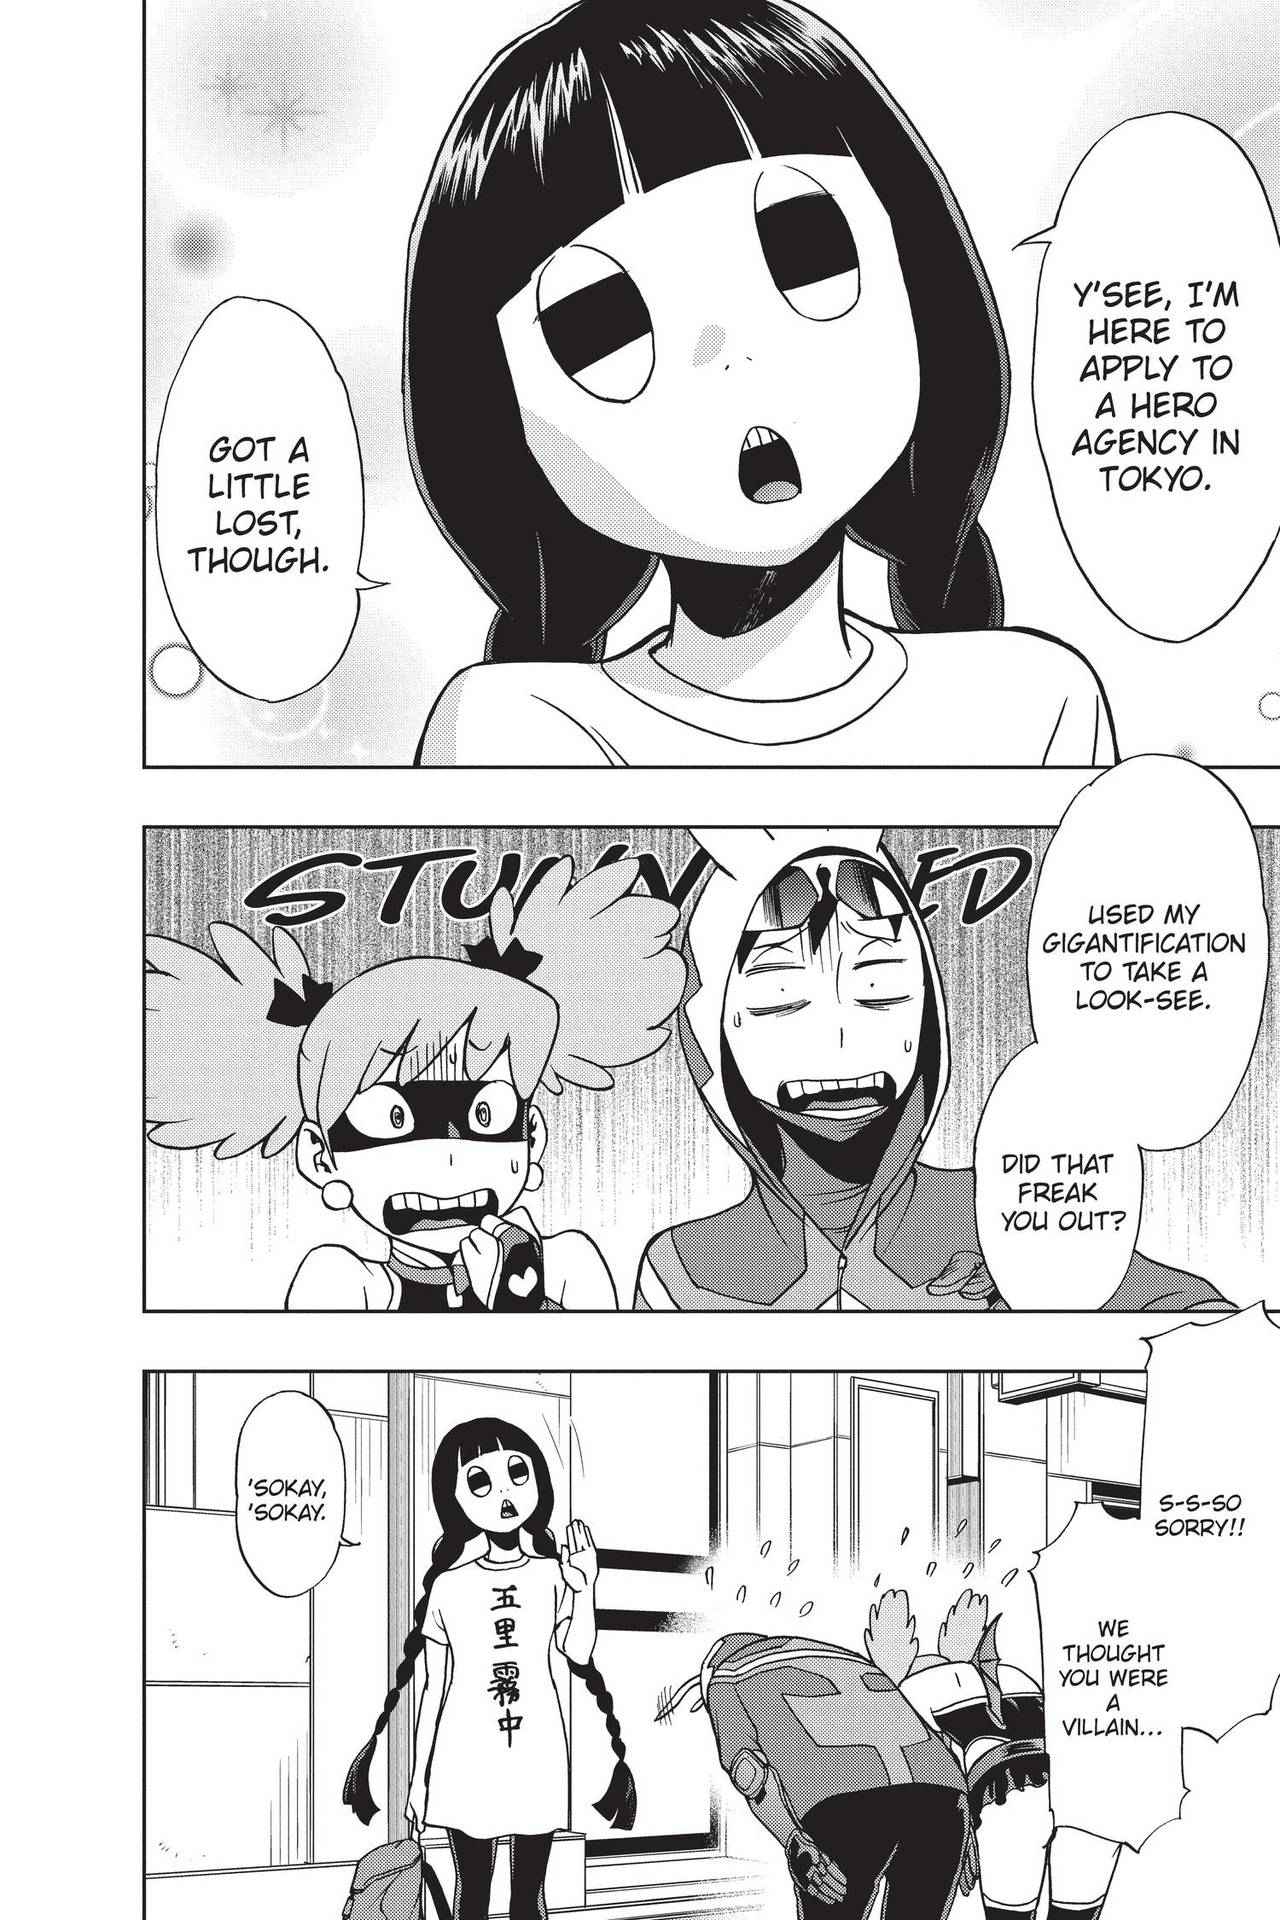 Y'SEE, I'M
HERE TO
APPLY TO
A HERO
AGENCY IN
TOKYO.
GOT A
LITTLE
LOST,
THOUGH.
USED MY
GIGANTIFICATION
TO TAKE A
LOOK-SEE.
DID THAT
FREAK
YOU OUT?
STUNNED
S-S-SO
SORRY!!
WE
THOUGHT
YOU WERE
A
VILLAIN...
'SOKAY,
'SOKAY.
五里霧中